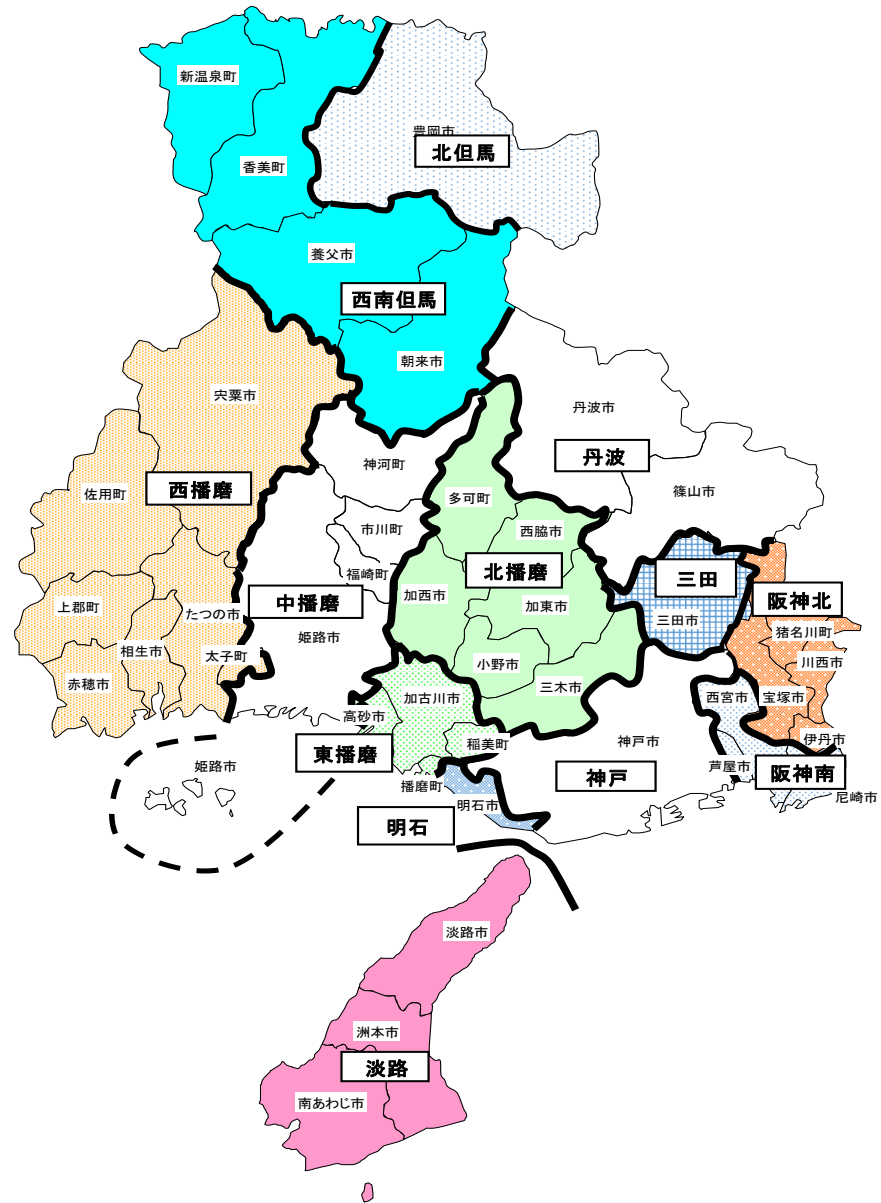 新温泉町
豊岡市
北但馬
香美町
養父市
西南但馬
朝来市
宍粟市
丹波市
丹波
神河町
篠山市
佐用町
西播磨
多可町
西脇市
市川町
福崎町
北播磨
三田
加西市
加東市
中播磨
阪神北
上郡町
たつの市
三田市
猪名川町
姫路市
相生市
太子町
小野市
川西市
赤穂市
三木市
加古川市
西宮市
宝塚市
高砂市
稲美町
神戸市
伊丹市
東播磨
姫路市
神戸
芦屋市
阪神南
播磨町
明石市
尼崎市
明石
淡路市
洲本市
淡路
南あわじ市